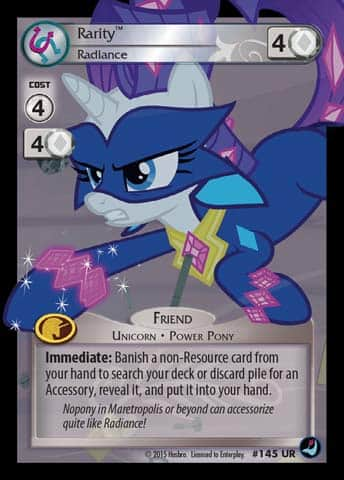 Rarity™
Radiance
4
COST
4
4
FRIEND
UNICORN • POWER PONY
Immediate: Banish a non-Resource card from
your hand to search your deck or discard pile for an
Accessory, reveal it, and put it into your hand.
Nopony in Maretropolis or beyond can accessorize
quite like Radiance!
© 2015 Hasbro. Licensed to Enterplay.
#145 UR